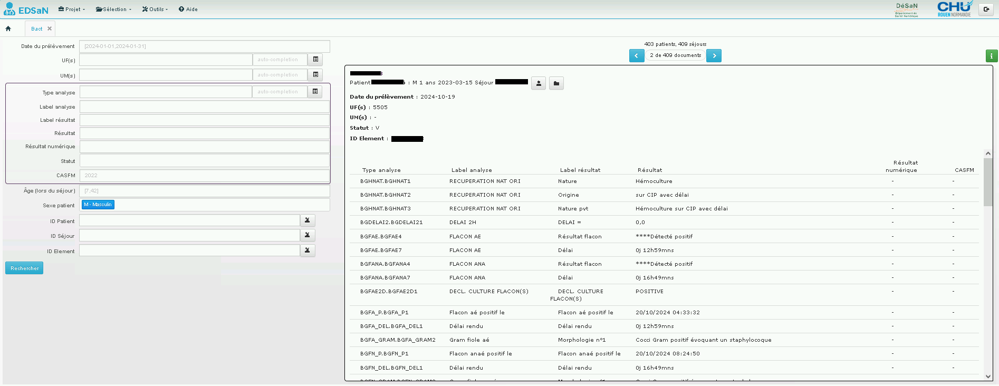 EDSaN Projet Sélection Outils Aide DéSaN Département de Santé Numérique CHU ROUEN NORMANDIE
Bact
Date du prélèvement [2024-01-01,2024-01-31]
UF(s) auto-completion
UM(s) auto-completion
Type analyse auto-completion
Label analyse
Label résultat
Résultat
Résultat numérique
Statut
CASFM 2022
Âge (lors du séjour) [7,42]
Sexe patient M - Masculin
ID Patient
ID Séjour
ID Element
Rechercher
403 patients, 409 séjours
2 de 409 documents
Patient : M 1 ans 2023-03-15 Séjour
Date du prélèvement : 2024-10-19
UF(s) : 5505
UM(s) : -
Statut : V
ID Element :
Type analyse Label analyse Label résultat Résultat Résultat numérique CASFM
BGHNAT.BGHNAT1 RECUPERATION NAT ORI Nature Hémoculture - -
BGHNAT.BGHNAT2 RECUPERATION NAT ORI Origine sur CIP avec délai - -
BGHNAT.BGHNAT3 RECUPERATION NAT ORI Nature pvt Hémoculture sur CIP avec délai - -
BGDELAI2.BGDELAI21 DELAI 2H DELAI = 0,0 - -
BGFAE.BGFAE4 FLACON AE Résultat flacon ****Détecté positif - -
BGFAE.BGFAE7 FLACON AE Délai 0j 12h59mns - -
BGFANA.BGFANA4 FLACON ANA Résultat flacon ****Détecté positif - -
BGFANA.BGFANA7 FLACON ANA Délai 0j 16h49mns - -
BGFAE2D.BGFAE2D1 DECL. CULTURE FLACON(S) DECL. CULTURE FLACON(S) POSITIVE - -
BGFA_P.BGFA_P1 Flacon aé positif le Flacon aé positif le 20/10/2024 04:33:32 - -
BGFA_DEL.BGFA_DEL1 Délai rendu Délai rendu 0j 12h59mns - -
BGFA_GRAM.BGFA_GRAM2 Gram fiole aé Morphologie n°1 Cocci Gram positif évoquant un staphylocoque - -
BGFN_P.BGFN_P1 Flacon anaé positif le Flacon anaé positif le 20/10/2024 08:24:50 - -
BGFN_DEL.BGFN_DEL1 Délai rendu Délai rendu 0j 16h49mns - -